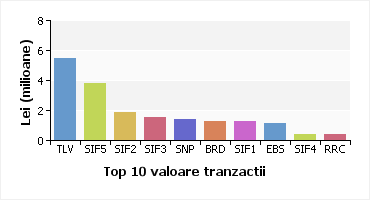 Lei (milioane)
8
6
4
2
0
TLV SIF5 SIF2 SIF3 SNP BRD SIF1 EBS SIF4 RRC
Top 10 valoare tranzactii